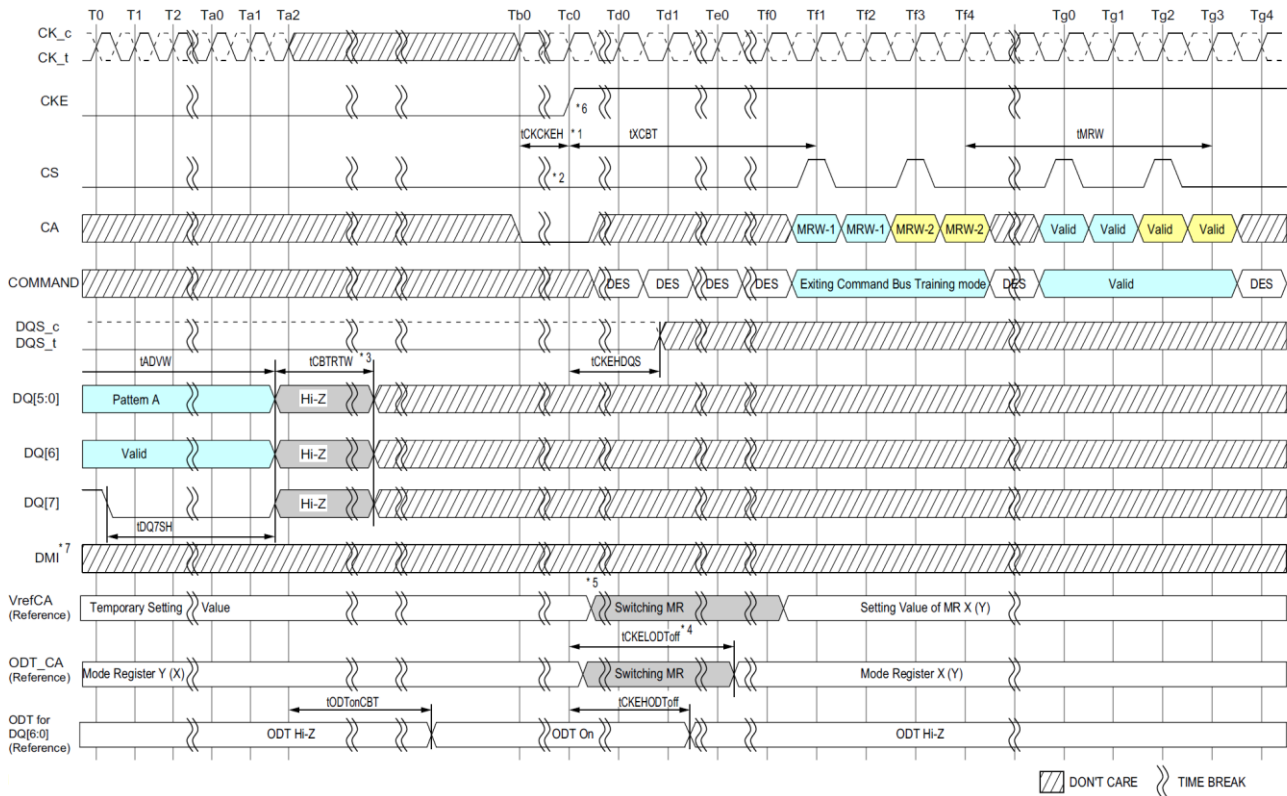 T0 T1 T2 Ta0 Ta1 Ta2 Tb0 Tc0 Td0 Td1 Te0 Tf0 Tf1 Tf2 Tf3 Tf4 Tg0 Tg1 Tg2 Tg3 Tg4
CK_c
CK_t
CKE
*6
tCKCKEH *1 tXCBT tMRW
CS
*2
CA MRW-1 MRW-1 MRW-2 MRW-2 Valid Valid Valid Valid
COMMAND DES DES DES DES Exiting Command Bus Training mode DES Valid DES
DQS_c
DQS_t
tADVW tCBTRTW *3 tCKEHDQS
DQ[5:0] Pattern A Hi-Z
DQ[6] Valid Hi-Z
DQ[7] Hi-Z
tDQ7SH
DMI *7
*5
VrefCA
(Reference)
Temporary Setting Value Switching MR Setting Value of MR X (Y)
tCKELODToff *4
ODT_CA
(Reference)
Mode Register Y (X) Switching MR Mode Register X (Y)
tODTonCBT tCKEHODToff
ODT for
DQ[6:0]
(Reference)
ODT Hi-Z ODT On ODT Hi-Z
DON'T CARE TIME BREAK